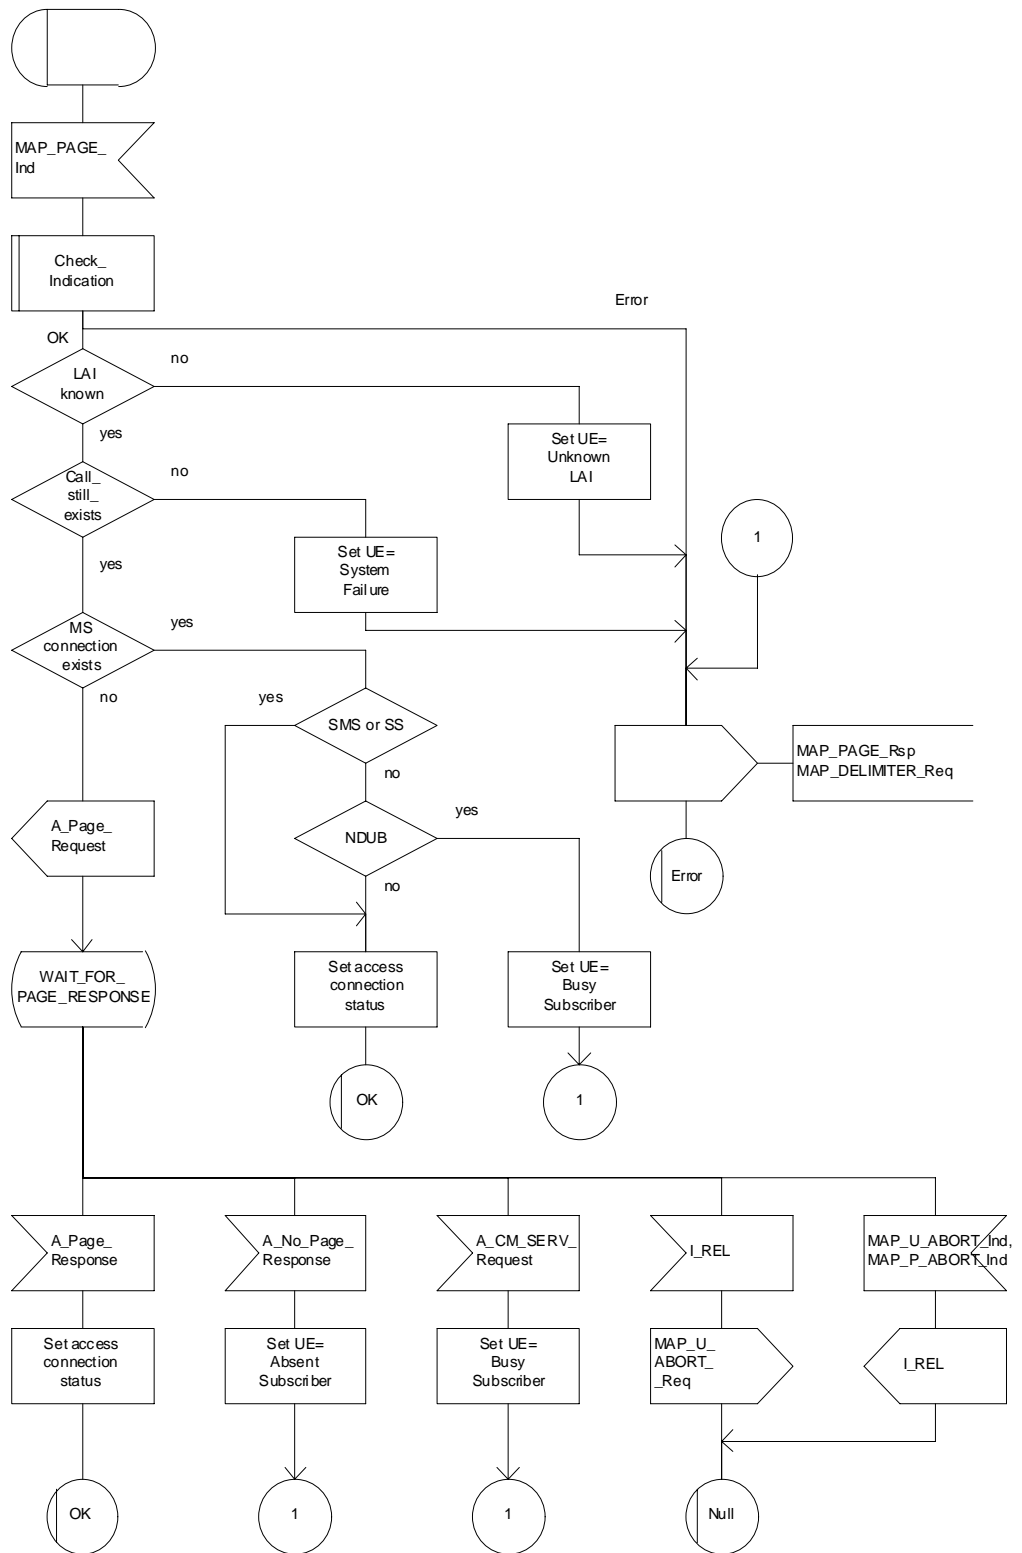 MAP_PAGE_
Ind
Check_
Indication
Error
OK
no
LAI
known
yes
Set UE=
Unknown
LAI
no
Call_
still_
exists
1
yes
Set UE=
System
Failure
yes
MS
connection
exists
no
yes
SMS or SS
no
MAP_PAGE_Rsp
MAP_DELIMITER_Req
A_Page_
Request
yes
NDUB
no
Error
WAIT_FOR_
PAGE_RESPONSE
Set access
connection
status
Set UE=
Busy
Subscriber
OK
1
A_Page_
Response
A_No_Page_
Response
A_CM_SERV_
Request
I_REL
MAP_U_ABORT_Ind,
MAP_P_ABORT_Ind
Set access
connection
status
Set UE=
Absent
Subscriber
Set UE=
Busy
Subscriber
MAP_U_
ABORT_
_Req
I_REL
OK
1
1
Null